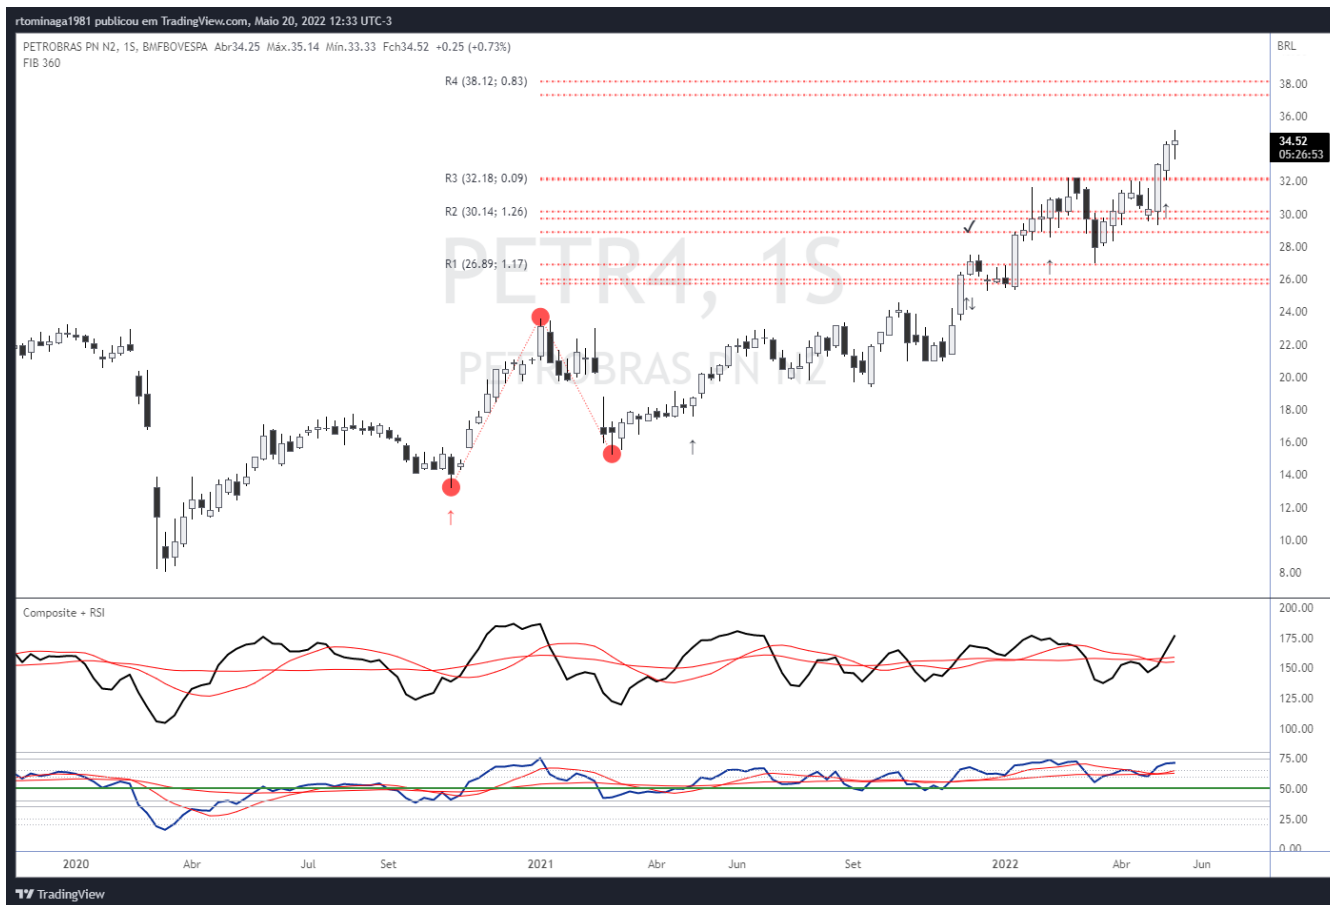 rtominaga1981 publicou em TradingView.com, Maio 20, 2022 12:33 UTC-3
PETROBRAS PN N2, 1S, BMFBOVESPA Abr34.25 Máx.35.14 Mín.33.33 Fch34.52 +0.25 (+0.73%)
BRL
FIB 360
R4 (38.12; 0.83)
38.00
36.00
34.52
05:26:53
R3 (32.18; 0.09)
32.00
R2 (30.14; 1.26)
30.00
28.00
R1 (26.89; 1.17)
26.00
PETR4, 1S
24.00
22.00
PETROBRAS PN N2
20.00
18.00
16.00
14.00
12.00
10.00
8.00
Composite + RSI
200.00
175.00
150.00
125.00
100.00
75.00
50.00
25.00
0.00
2020 Abr Jul Set 2021 Abr Jun Set 2022 Abr Jun
TradingView